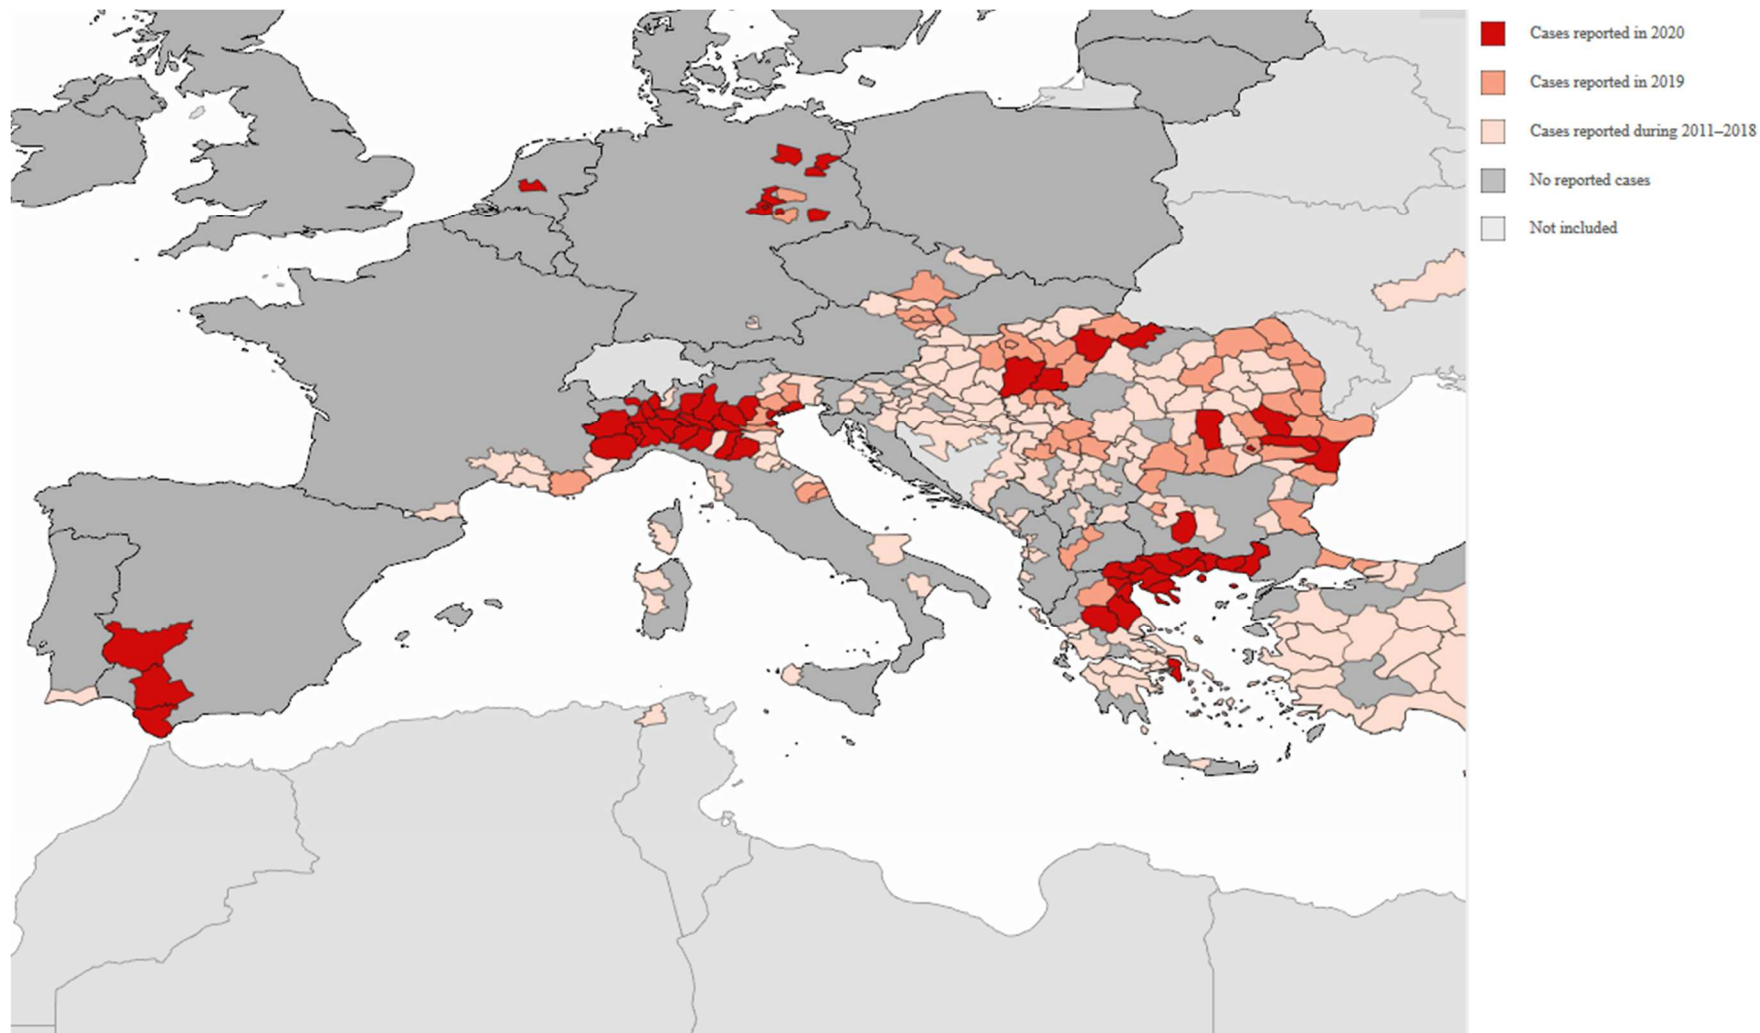 Cases reported in 2020
Cases reported in 2019
Cases reported during 2011–2018
No reported cases
Not included